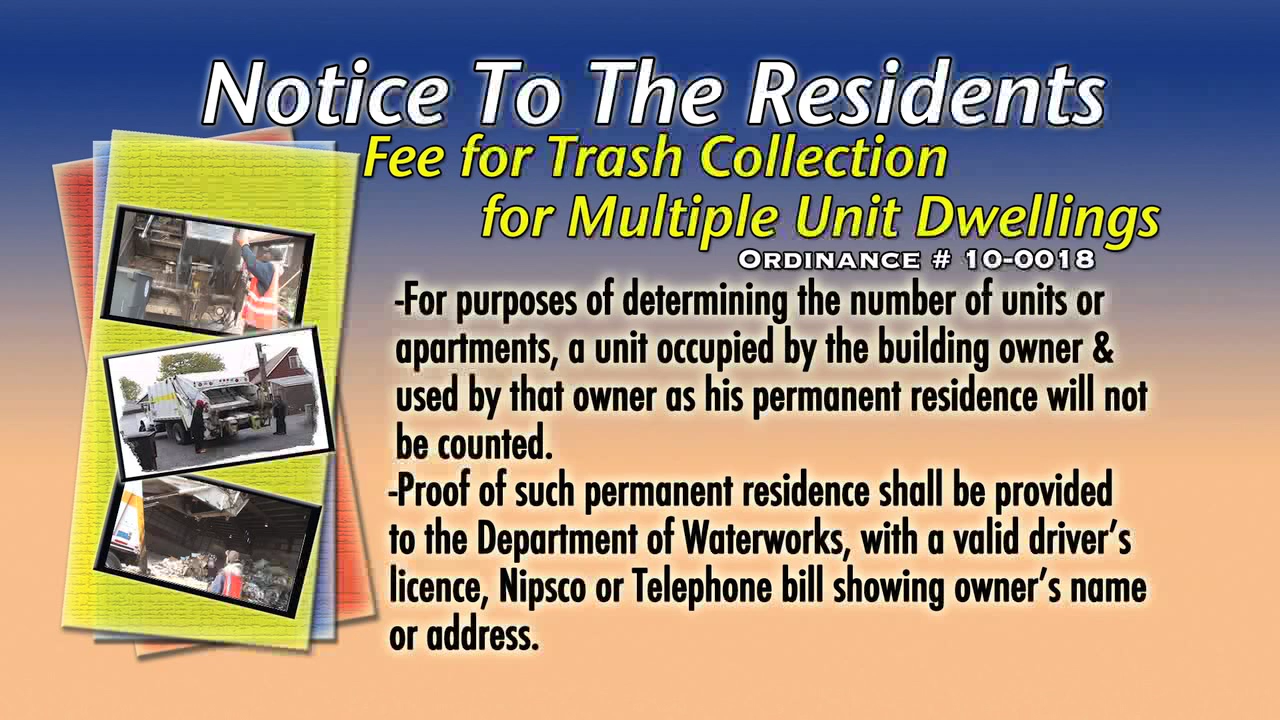 Notice To The Residents
Fee for Trash Collection
for Multiple Unit Dwellings
Ordinance # 10-0018
-For purposes of determining the number of units or
apartments, a unit occupied by the building owner &
used by that owner as his permanent residence will not
be counted.
-Proof of such permanent residence shall be provided
to the Department of Waterworks, with a valid driver's
licence, Nipsco or Telephone bill showing owner's name
or address.